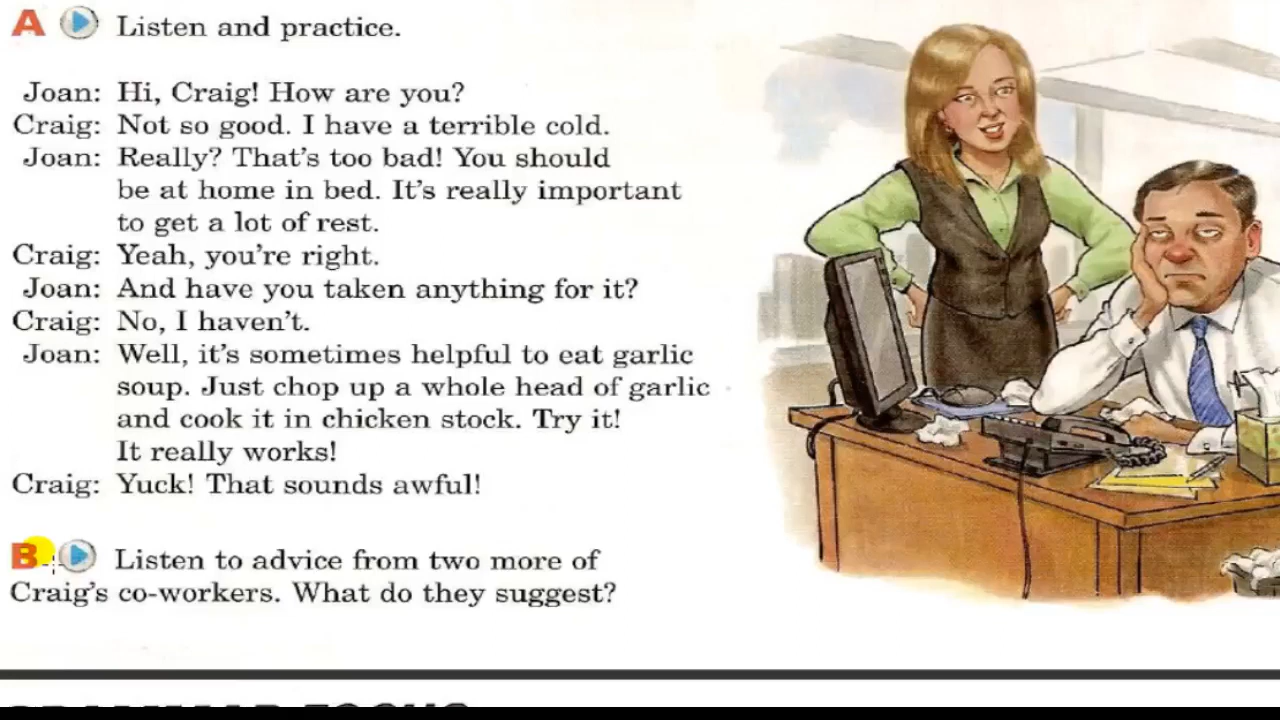 A Listen and practice.
Joan: Hi, Craig! How are you?
Craig: Not so good. I have a terrible cold.
Joan: Really? That's too bad! You should
be at home in bed. It's really important
to get a lot of rest.
Craig: Yeah, you're right.
Joan: And have you taken anything for it?
Craig: No, I haven't.
Joan: Well, it's sometimes helpful to eat garlic
soup. Just chop up a whole head of garlic
and cook it in chicken stock. Try it!
It really works!
Craig: Yuck! That sounds awful!
B Listen to advice from two more of
Craig's co-workers. What do they suggest?